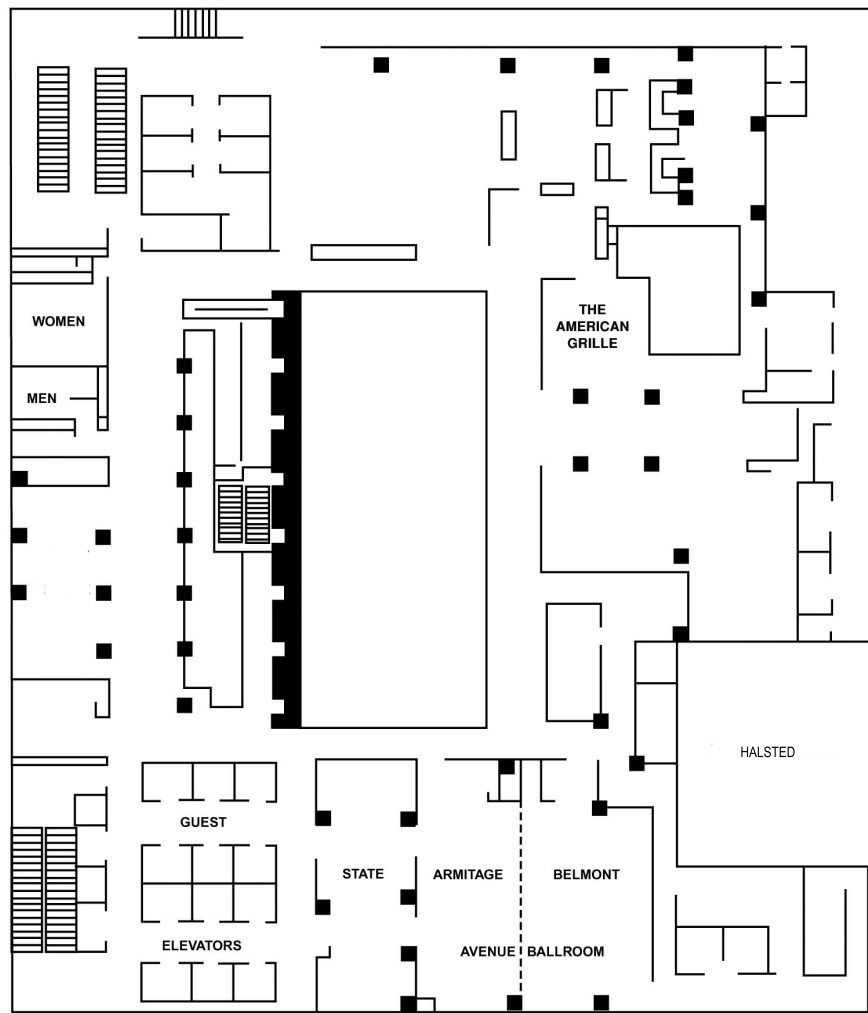 THE
AMERICAN
GRILLE
WOMEN
MEN
HALSTED
GUEST
STATE
ARMITAGE
BELMONT
ELEVATORS
AVENUE BALLROOM